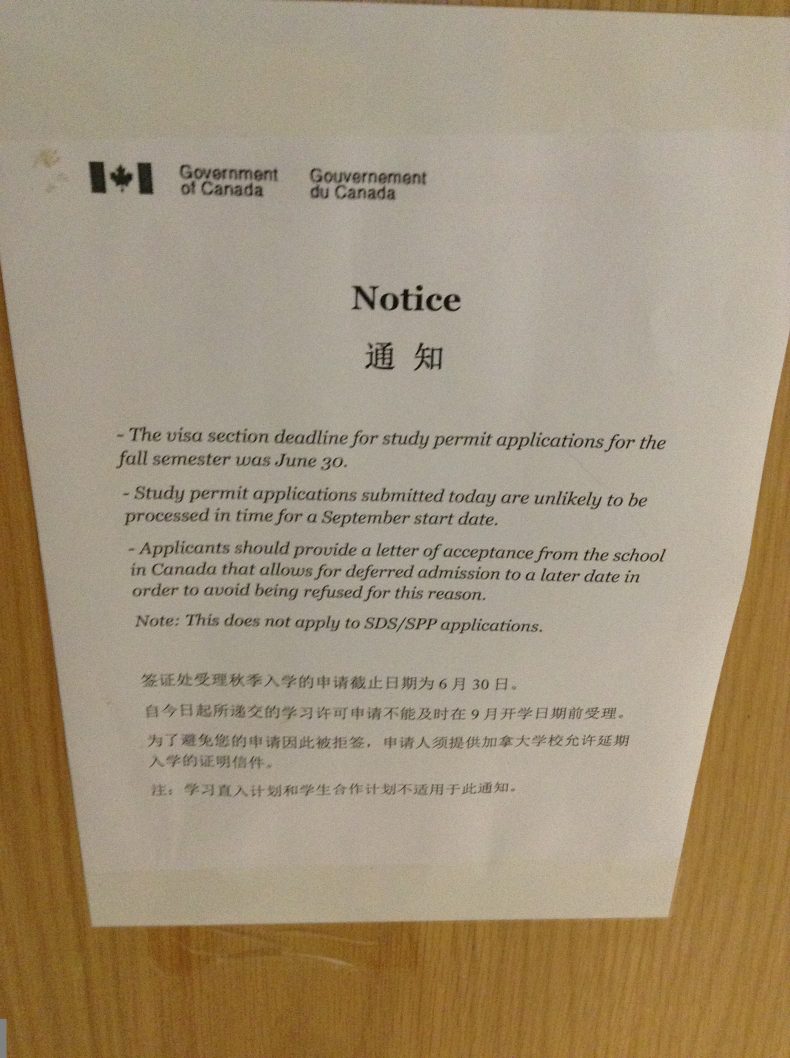 Government
of Canada
Gouvernement
du Canada
Notice
通 知
- The visa section deadline for study permit applications for the
fall semester was June 30.
- Study permit applications submitted today are unlikely to be
processed in time for a September start date.
- Applicants should provide a letter of acceptance from the school
in Canada that allows for deferred admission to a later date in
order to avoid being refused for this reason.
Note: This does not apply to SDS/SPP applications.
签证处受理秋季入学的申请截止日期为 6 月 30 日。
自今日起所递交的学习许可申请不能及时在 9 月开学日期前受理。
为了避免您的申请因此被拒签，申请人须提供加拿大学校允许延期
入学的证明信件。
注：学习直入计划和学生合作计划不适用于此通知。